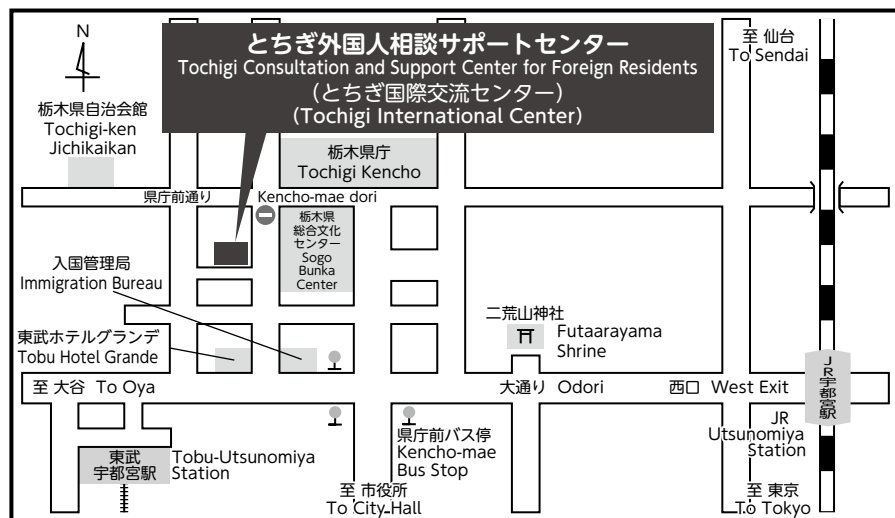 とちぎ外国人相談サポートセンター
Tochigi Consultation and Support Center for Foreign Residents
(とちぎ国際交流センター)
(Tochigi International Center)
N
至 仙台
To Sendai
栃木県自治会館
Tochigi-ken
Jichikaikan
栃木県庁
Tochigi Kencho
県庁前通り
Kencho-mae dori
栃木県
総合文化
センター
Sogo
Bunka
Center
入国管理局
Immigration Bureau
東武ホテルグランデ
Tobu Hotel Grande
二荒山神社
Futaarayama
Shrine
至 大谷 To Oya
大通り Odori
西口 West Exit
JR宇都宮駅
JR
Utsunomiya
Station
県庁前バス停
Kencho-mae
Bus Stop
東武
宇都宮駅
Tobu-Utsunomiya
Station
至 市役所
To City Hall
至 東京
To Tokyo